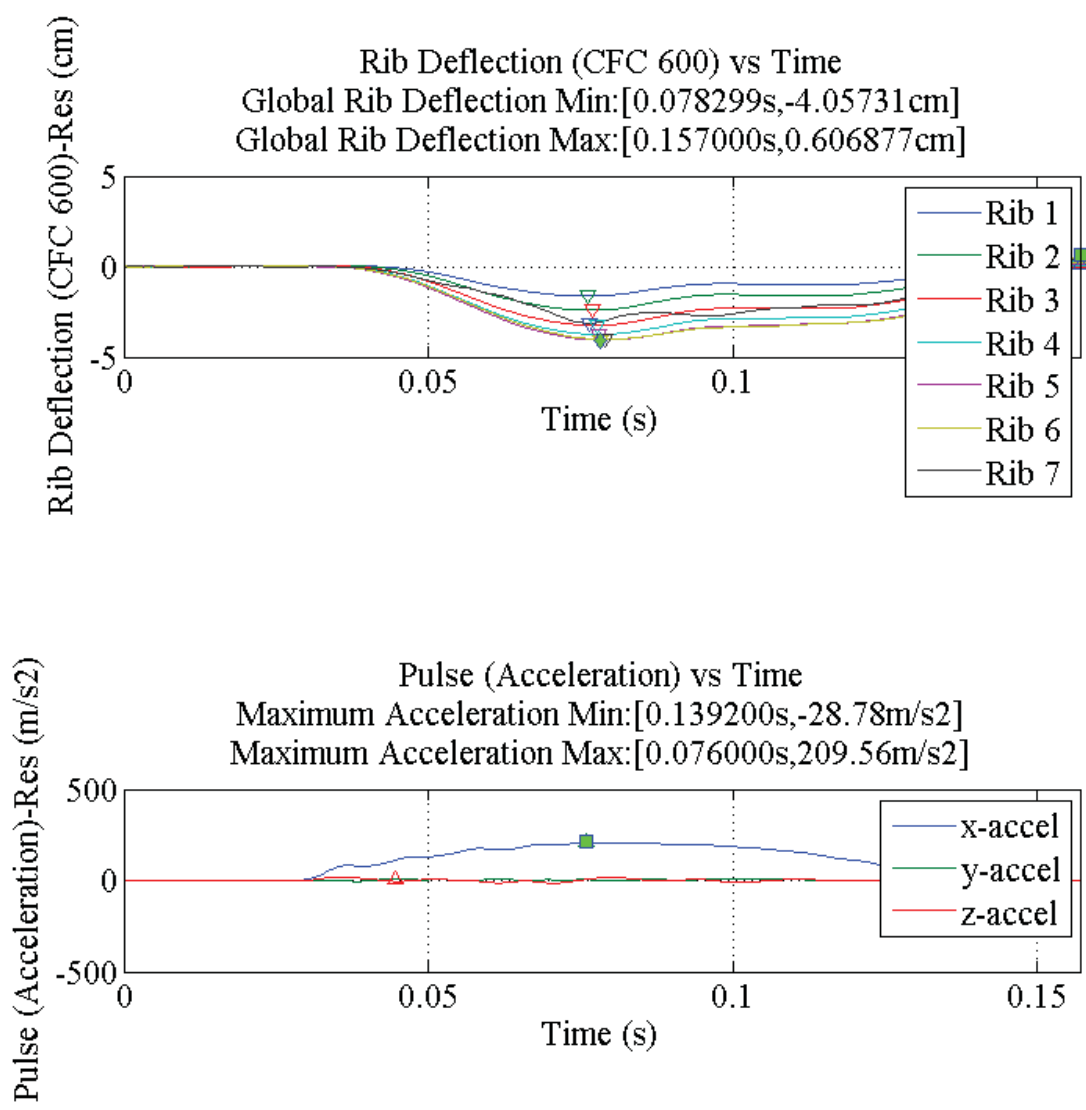 Rib Deflection (CFC 600) vs Time
Global Rib Deflection Min:[0.078299s,-4.05731cm]
Global Rib Deflection Max:[0.157000s,0.606877cm]
Rib Deflection (CFC 600)-Res (cm)
5
0
-5
0
0.05
0.1
Time (s)
Rib 1
Rib 2
Rib 3
Rib 4
Rib 5
Rib 6
Rib 7
Pulse (Acceleration) vs Time
Maximum Acceleration Min:[0.139200s,-28.78m/s2]
Maximum Acceleration Max:[0.076000s,209.56m/s2]
Pulse (Acceleration)-Res (m/s2)
500
0
-500
0
0.05
0.1
0.15
Time (s)
x-accel
y-accel
z-accel